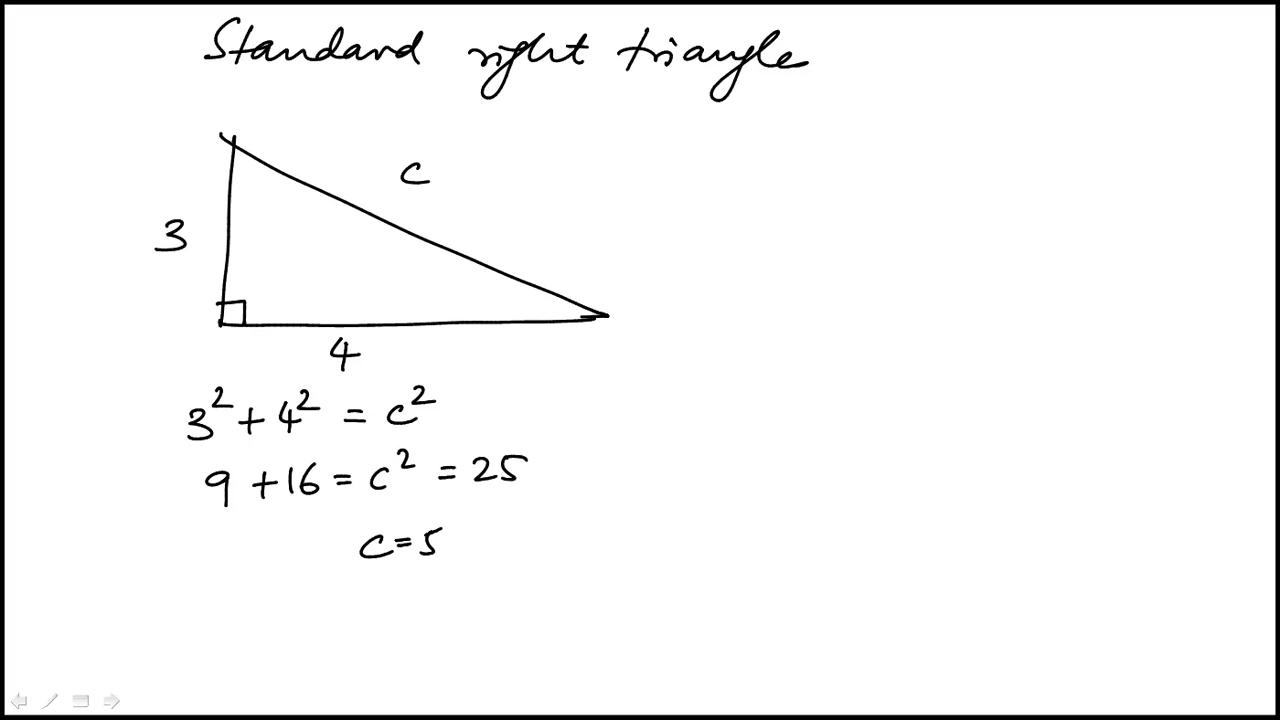 Standard right triangle
c
3
4
3² + 4² = c²
9 + 16 = c² = 25
c = 5